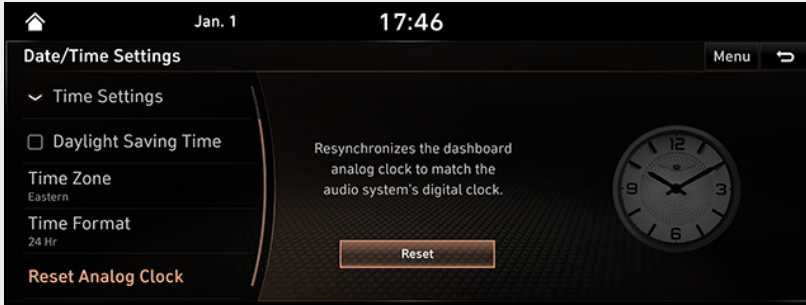 Jan. 1
17:46
Date/Time Settings
Menu
Time Settings
Daylight Saving Time
Time Zone
Eastern
Time Format
24 Hr
Reset Analog Clock
Resynchronizes the dashboard
analog clock to match the
audio system's digital clock.
Reset
12
9
3
6